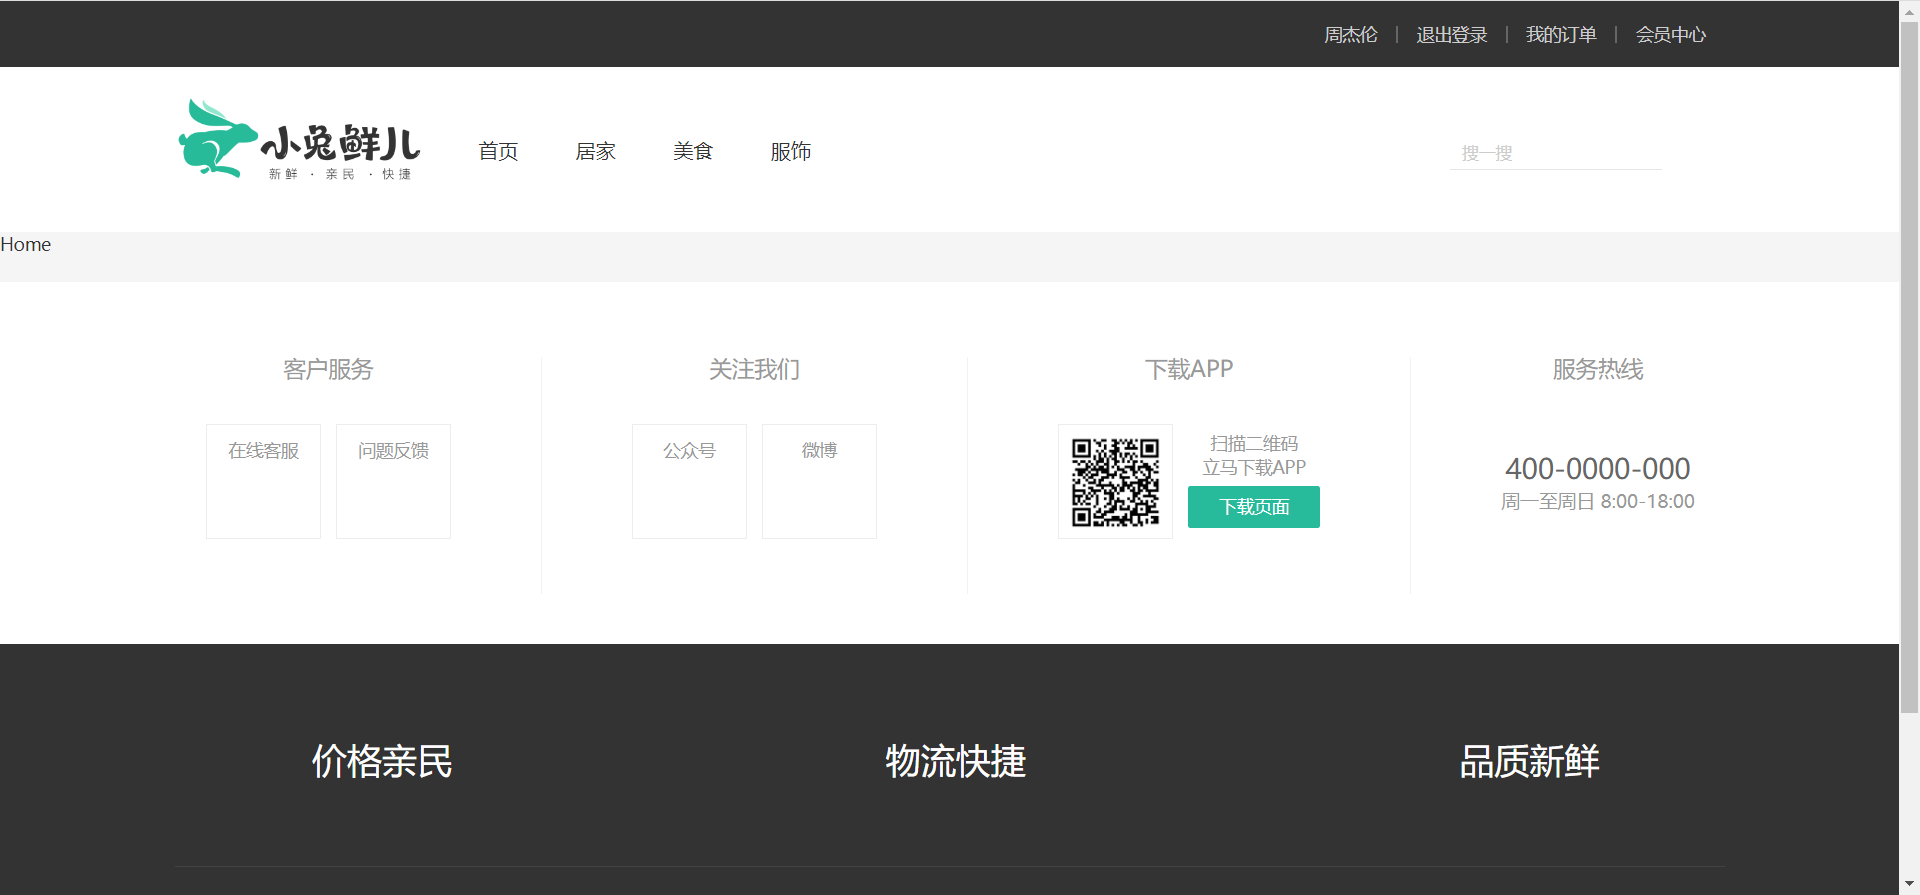 周杰伦 退出登录 我的订单 会员中心
小兔鲜儿
新鲜 · 亲民 · 快捷
首页 居家 美食 服饰
搜一搜
Home
客户服务 关注我们 下载APP 服务热线
在线客服 问题反馈 公众号 微博
扫描二维码
立马下载APP
下载页面
400-0000-000
周一至周日 8:00-18:00
价格亲民 物流快捷 品质新鲜